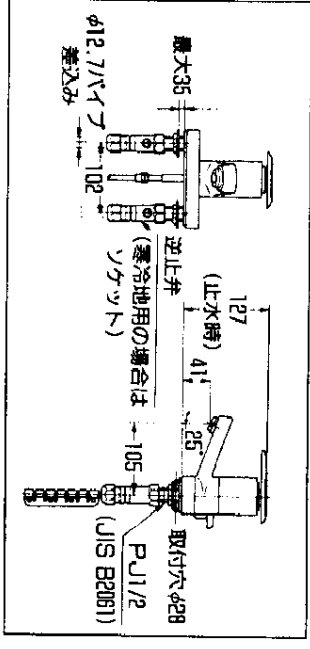 φ12.7パイプ
差込み
102
最大35
逆止弁
(寒冷地用の場合は
ソケット)
127
(止水時)
41
25°
105
取付穴φ28
PJ1/2
(JIS B2061)